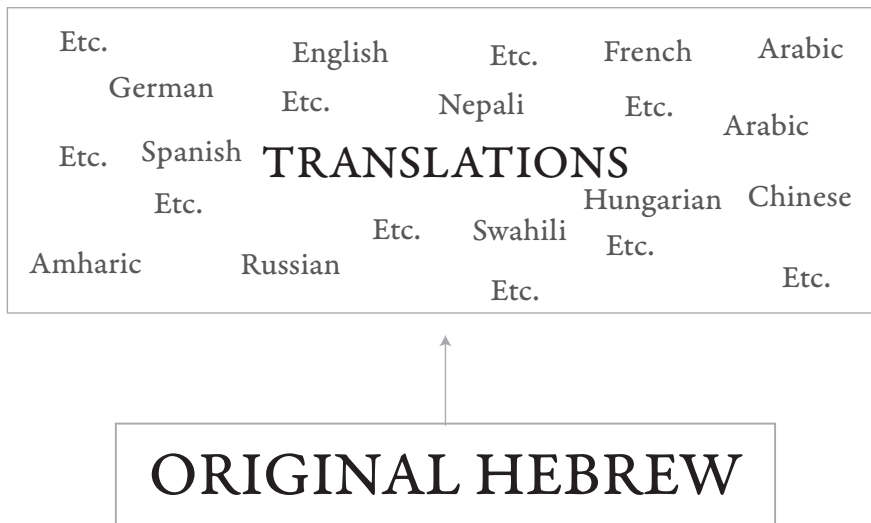 Etc.
English
Etc.
French
Arabic
German
Etc.
Nepali
Etc.
Arabic
Etc.
Spanish
TRANSLATIONS
Etc.
Hungarian
Chinese
Etc.
Swahili
Etc.
Amharic
Russian
Etc.
Etc.
ORIGINAL HEBREW